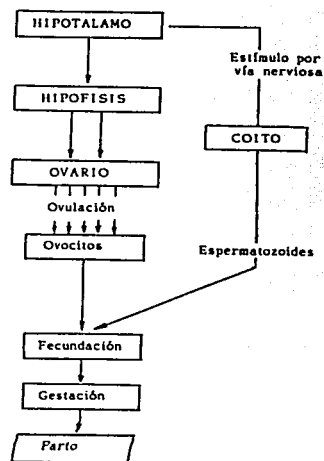 HIPOTALAMO
Estímulo por
vía nerviosa
HIPOFISIS
COITO
OVARIO
Ovulación
Ovocitos
Espermatozoides
Fecundación
Gestación
Parto